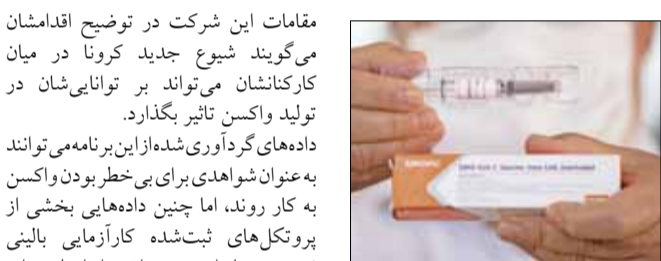 مقامات این شرکت در توضیح اقدامشان
می‌گویند شیوع جدید کرونا در میان
کارکنانشان می‌تواند بر توانایی‌شان در
تولید واکسن تاثیر بگذارد.
داده‌های گردآوری شده از این برنامه می‌توانند
به عنوان شواهدی برای بی‌خطر بودن واکسن
به کار روند، اما چنین داده‌هایی بخشی از
پروتکل‌های ثبت‌شده کارآزمایی بالینی